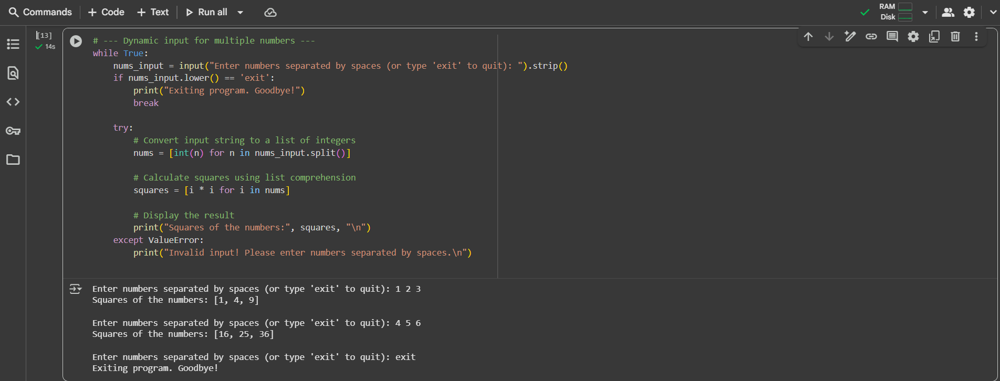 Commands + Code + Text Run all RAM
Disk
[13]
14s
# --- Dynamic input for multiple numbers ---
while True:
    nums_input = input("Enter numbers separated by spaces (or type 'exit' to quit): ").strip()
    if nums_input.lower() == 'exit':
        print("Exiting program. Goodbye!")
        break
    try:
        # Convert input string to a list of integers
        nums = [int(n) for n in nums_input.split()]
        # Calculate squares using list comprehension
        squares = [i * i for i in nums]
        # Display the result
        print("Squares of the numbers:", squares, "\n")
    except ValueError:
        print("Invalid input! Please enter numbers separated by spaces.\n")
Enter numbers separated by spaces (or type 'exit' to quit): 1 2 3
Squares of the numbers: [1, 4, 9]
Enter numbers separated by spaces (or type 'exit' to quit): 4 5 6
Squares of the numbers: [16, 25, 36]
Enter numbers separated by spaces (or type 'exit' to quit): exit
Exiting program. Goodbye!